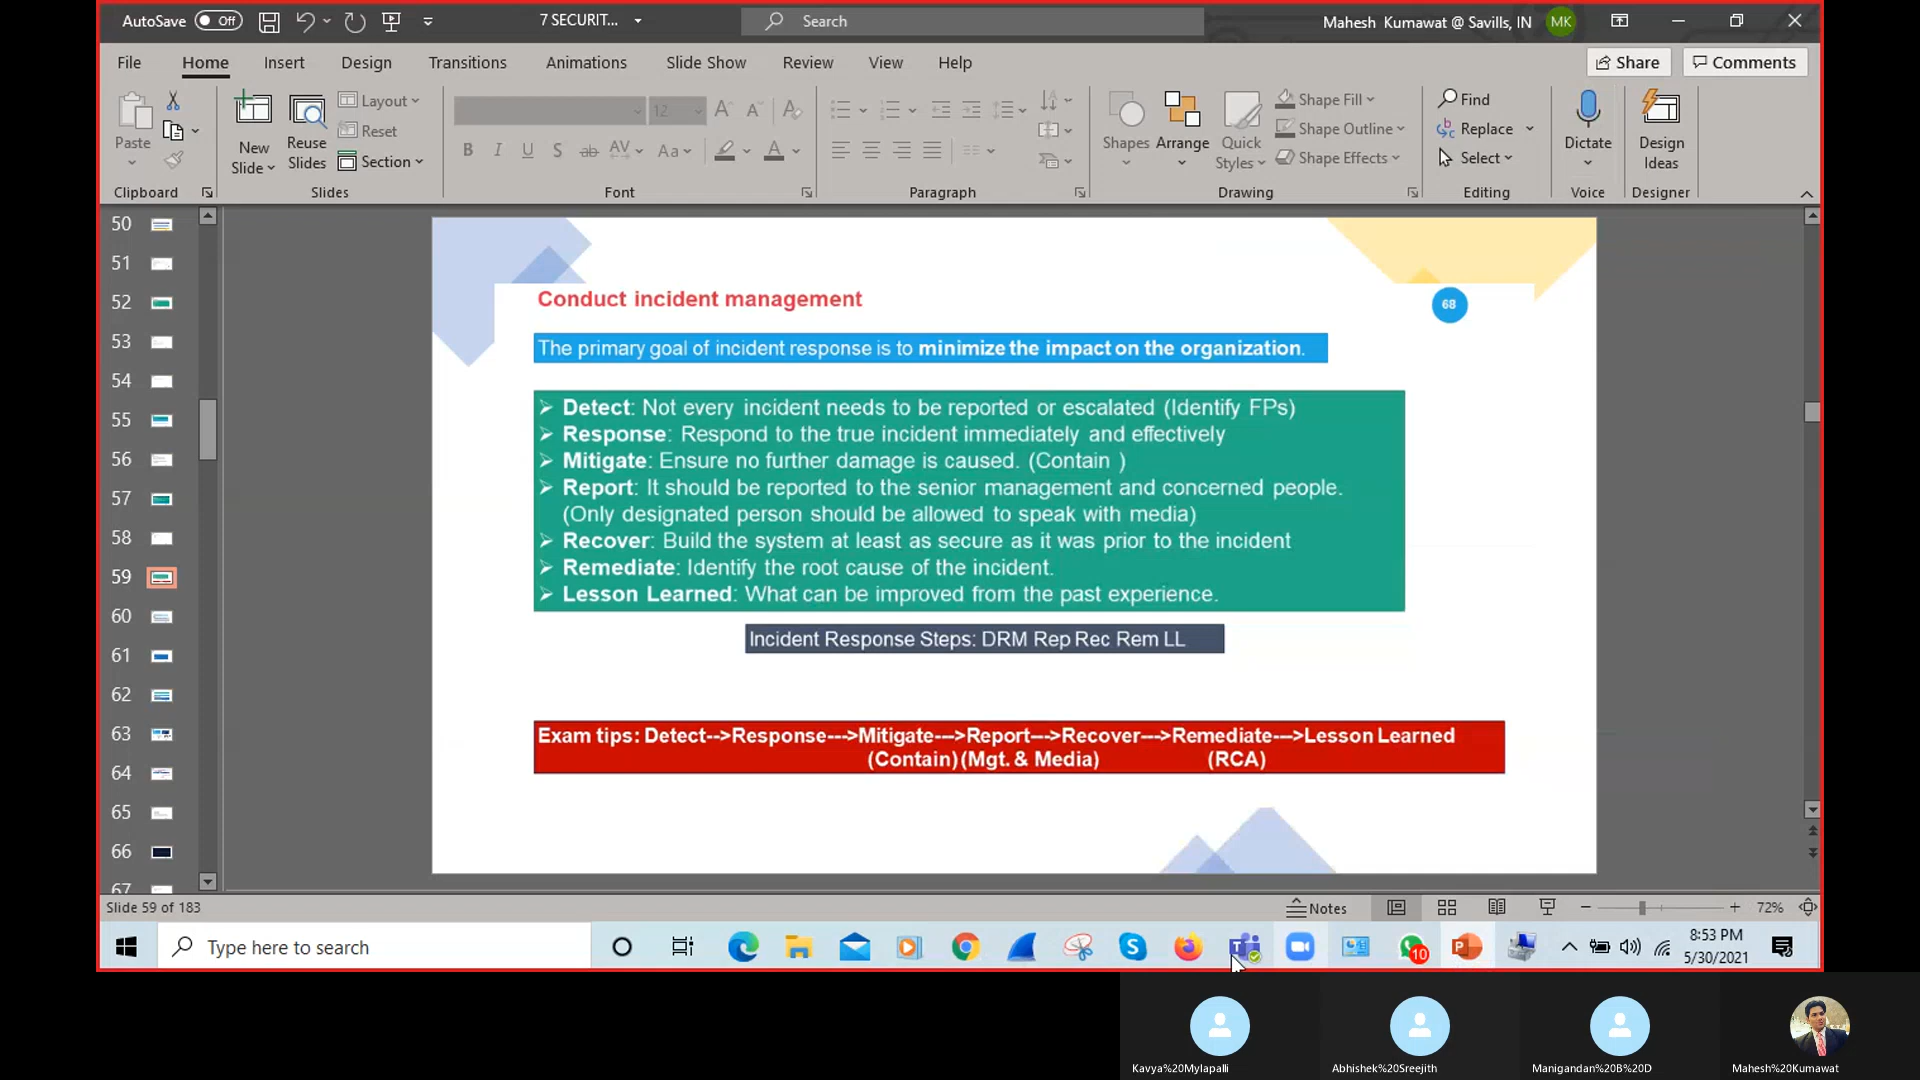 AutoSave Off 7 SECURIT... Search Mahesh Kumawat @ Savills, IN MK
File Home Insert Design Transitions Animations Slide Show Review View Help Share Comments
Paste
New Slide
Reuse Slides
Layout
Reset
Section
12
B I U S ab AV Aa A
Shapes Arrange Quick Styles
Shape Fill
Shape Outline
Shape Effects
Find
Replace
Select
Dictate
Design Ideas
Clipboard Slides Font Paragraph Drawing Editing Voice Designer
50
51
52
53
54
55
56
57
58
59
60
61
62
63
64
65
66
67
Conduct incident management
68
The primary goal of incident response is to minimize the impact on the organization.
➢ Detect: Not every incident needs to be reported or escalated (Identify FPs)
➢ Response: Respond to the true incident immediately and effectively
➢ Mitigate: Ensure no further damage is caused. (Contain )
➢ Report: It should be reported to the senior management and concerned people.
(Only designated person should be allowed to speak with media)
➢ Recover: Build the system at least as secure as it was prior to the incident
➢ Remediate: Identify the root cause of the incident.
➢ Lesson Learned: What can be improved from the past experience.
Incident Response Steps: DRM Rep Rec Rem LL
Exam tips: Detect-->Response--->Mitigate--->Report--->Recover--->Remediate--->Lesson Learned
(Contain) (Mgt. & Media) (RCA)
Slide 59 of 183 Notes 72%
Type here to search 10 8:53 PM
5/30/2021
Kavya%20Mylapalli Abhishek%Sreejith Manigandan%20B%20D Mahesh%20Kumawat